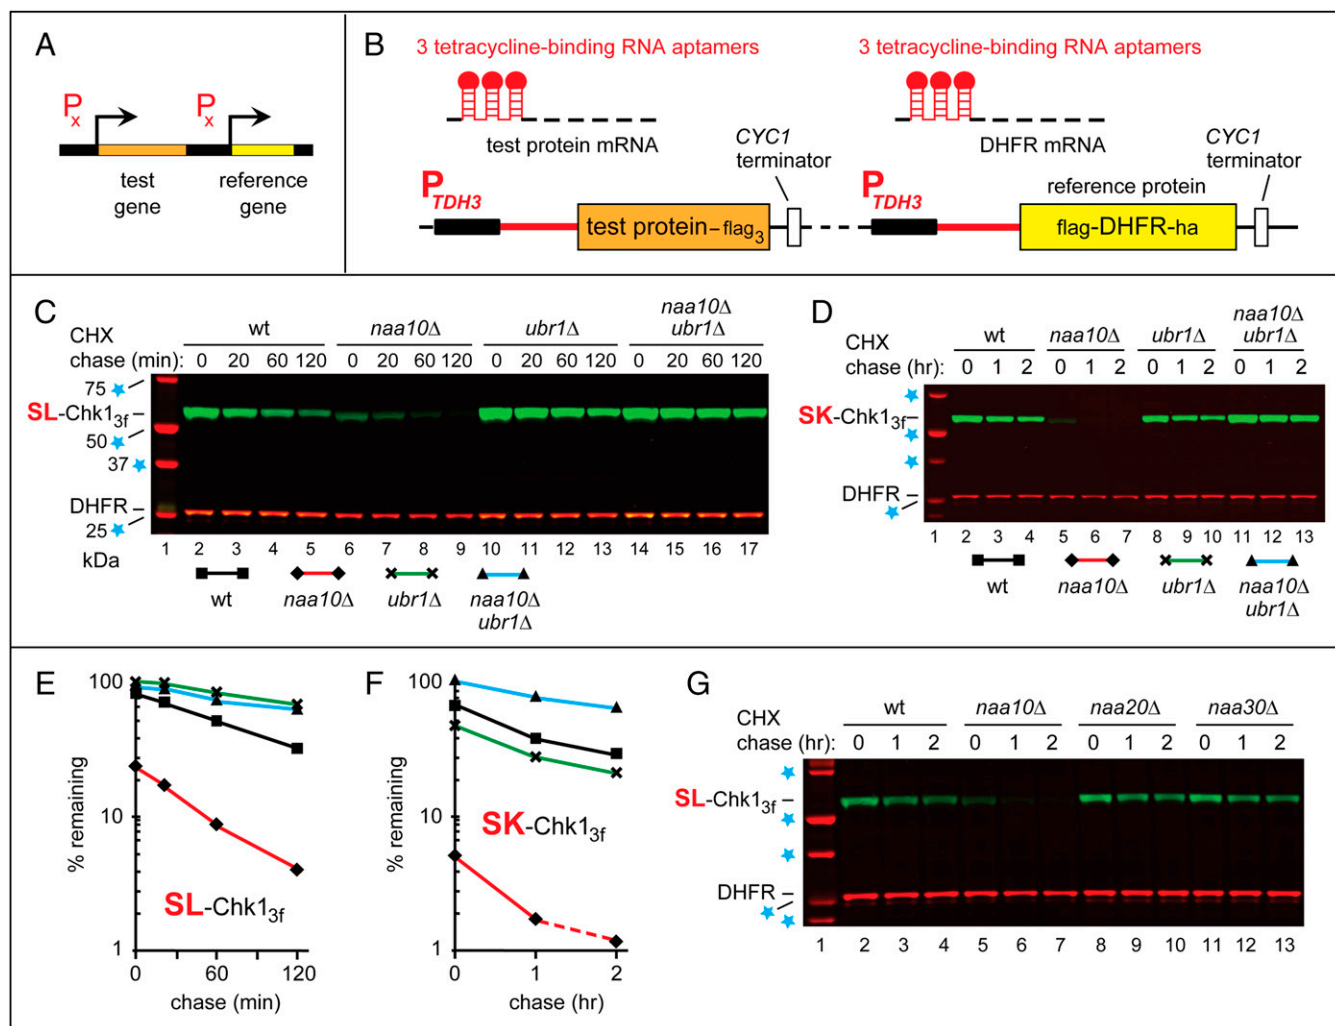 A
P
x
P
x
test
gene
reference
gene
B
3 tetracycline-binding RNA aptamers
3 tetracycline-binding RNA aptamers
test protein mRNA
CYC1
terminator
DHFR mRNA
CYC1
terminator
P TDH3
test protein–flag3
P TDH3
reference protein
flag-DHFR-ha
C
CHX
chase (min):
wt naa10Δ ubr1Δ naa10Δ
ubr1Δ
0 20 60 120 0 20 60 120 0 20 60 120 0 20 60 120
75
SL-Chk13f
50
37
DHFR
25
kDa
1 2 3 4 5 6 7 8 9 10 11 12 13 14 15 16 17
wt naa10Δ ubr1Δ naa10Δ
ubr1Δ
D
CHX
chase (hr):
wt naa10Δ ubr1Δ naa10Δ
ubr1Δ
0 1 2 0 1 2 0 1 2 0 1 2
SK-Chk13f
DHFR
1 2 3 4 5 6 7 8 9 10 11 12 13
wt naa10Δ ubr1Δ naa10Δ
ubr1Δ
E
% remaining
100
10
1
SL-Chk13f
0 60 120
chase (min)
F
% remaining
100
10
1
SK-Chk13f
0 1 2
chase (hr)
G
CHX
chase (hr):
wt naa10Δ naa20Δ naa30Δ
0 1 2 0 1 2 0 1 2 0 1 2
SL-Chk13f
DHFR
1 2 3 4 5 6 7 8 9 10 11 12 13